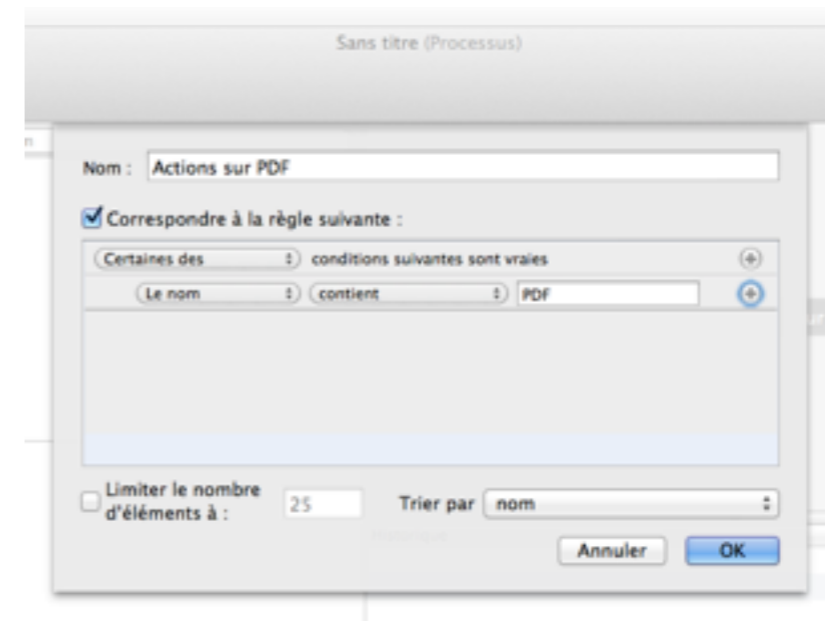 Sans titre (Processus)
Nom : Actions sur PDF
Correspondre à la règle suivante :
Certaines des conditions suivantes sont vraies
Le nom contient PDF
Limiter le nombre
d'éléments à : 25 Trier par nom
Annuler OK